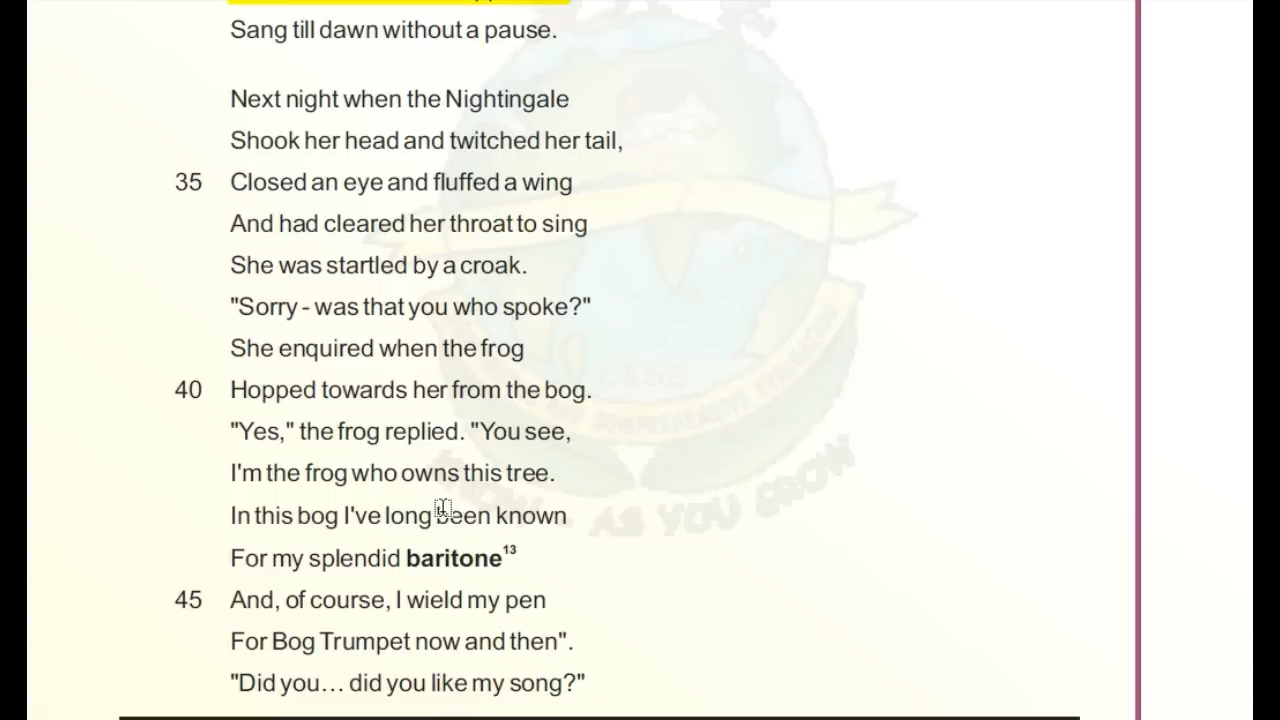 Sang till dawn without a pause.
Next night when the Nightingale
Shook her head and twitched her tail,
35 Closed an eye and fluffed a wing
And had cleared her throat to sing
She was startled by a croak.
"Sorry - was that you who spoke?"
She enquired when the frog
40 Hopped towards her from the bog.
"Yes," the frog replied. "You see,
I'm the frog who owns this tree.
In this bog I've long been known
For my splendid baritone13
45 And, of course, I wield my pen
For Bog Trumpet now and then".
"Did you... did you like my song?"
CBSE
AS YOU GROW